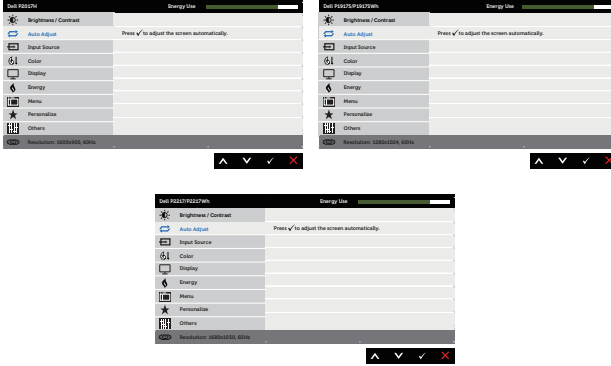 Dell P2017H Energy Use
Brightness / Contrast
Auto Adjust Press ✓ to adjust the screen automatically.
Input Source
Color
Display
Energy
Menu
Personalize
Others
Resolution: 1600x900, 60Hz
Dell P1917S/P1917SWh Energy Use
Brightness / Contrast
Auto Adjust Press ✓ to adjust the screen automatically.
Input Source
Color
Display
Energy
Menu
Personalize
Others
Resolution: 1280x1024, 60Hz
Dell P2217/P2217Wh Energy Use
Brightness / Contrast
Auto Adjust Press ✓ to adjust the screen automatically.
Input Source
Color
Display
Energy
Menu
Personalize
Others
Resolution: 1680x1050, 60Hz